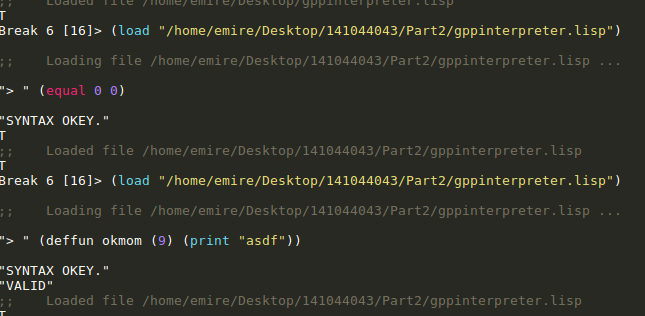 ;;    Loaded file /home/emire/Desktop/141044043/Part2/gppinterpreter.lisp
T
Break 6 [16]> (load "/home/emire/Desktop/141044043/Part2/gppinterpreter.lisp")
;;    Loading file /home/emire/Desktop/141044043/Part2/gppinterpreter.lisp ...
"> " (equal 0 0)
"SYNTAX OKEY."
T
;;    Loaded file /home/emire/Desktop/141044043/Part2/gppinterpreter.lisp
T
Break 6 [16]> (load "/home/emire/Desktop/141044043/Part2/gppinterpreter.lisp")
;;    Loading file /home/emire/Desktop/141044043/Part2/gppinterpreter.lisp ...
"> " (deffun okmom (9) (print "asdf"))
"SYNTAX OKEY."
"VALID"
;;    Loaded file /home/emire/Desktop/141044043/Part2/gppinterpreter.lisp
T